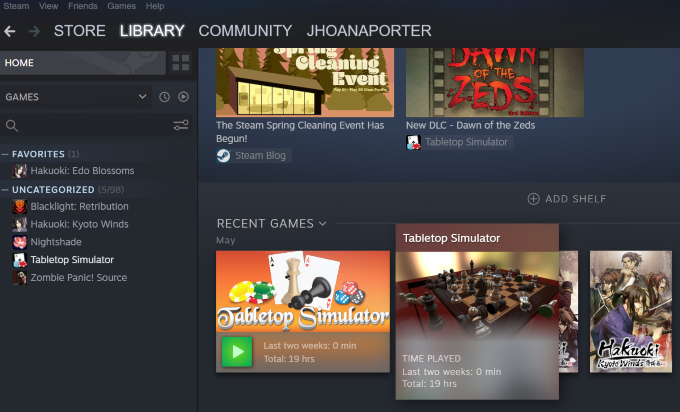 Steam View Friends Games Help
STORE LIBRARY COMMUNITY JHOANAPORTER
HOME
GAMES
FAVORITES (1)
Hakuoki: Edo Blossoms
UNCATEGORIZED (5/98)
Blacklight: Retribution
Hakuoki: Kyoto Winds
Nightshade
Tabletop Simulator
Zombie Panic! Source
Spring
Cleaning
Event
The Steam Spring Cleaning Event Has
Begun!
Steam Blog
DAWN
OF THE
ZEDS
New DLC - Dawn of the Zeds
Tabletop Simulator
ADD SHELF
RECENT GAMES
May
Tabletop Simulator
Last two weeks: 0 min
Total: 19 hrs
Tabletop Simulator
TIME PLAYED
Last two weeks: 0 min
Total: 19 hrs
Hakuoki
Kyoto Winds